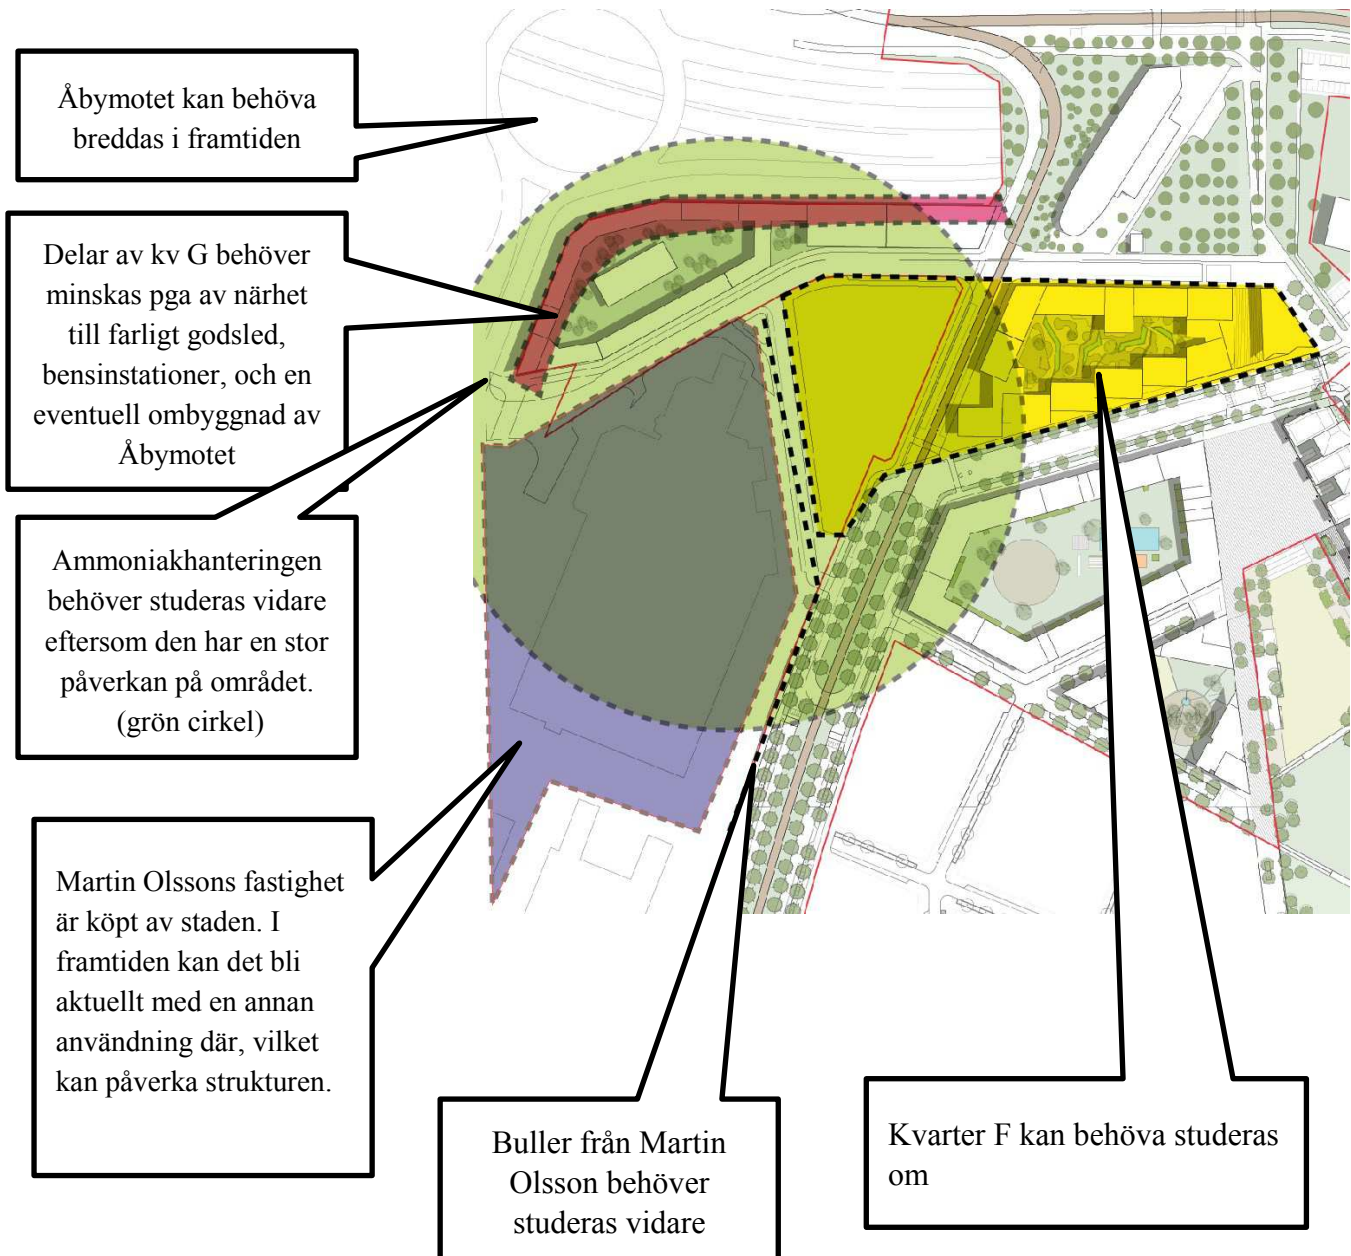 Åbymotet kan behöva
breddas i framtiden
Delar av kv G behöver
minskas pga av närhet
till farligt godsled,
bensinstationer, och en
eventuell ombyggnad av
Åbymotet
Ammoniakhanteringen
behöver studeras vidare
eftersom den har en stor
påverkan på området.
(grön cirkel)
Martin Olssons fastighet
är köpt av staden. I
framtiden kan det bli
aktuellt med en annan
användning där, vilket
kan påverka strukturen.
Buller från Martin
Olsson behöver
studeras vidare
Kvarter F kan behöva studeras
om